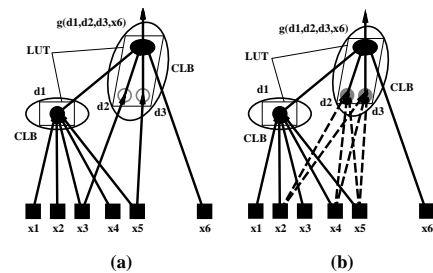 g(d1,d2,d3,x6)
LUT
CLB
d1
d2
d3
CLB
x1 x2 x3 x4 x5 x6
(a)
g(d1,d2,d3,x6)
LUT
CLB
d1
d2
d3
CLB
x1 x2 x3 x4 x5 x6
(b)